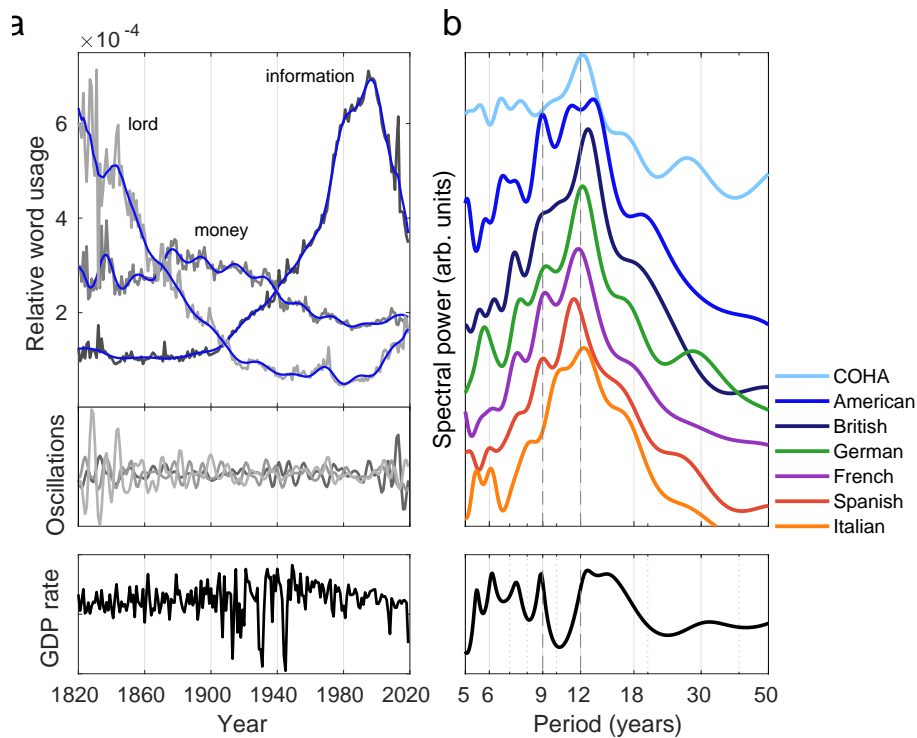 a
b
×10⁻⁴
information
lord
money
6
4
2
Relative word usage
Oscillations
GDP rate
1820 1860 1900 1940 1980 2020
Year
Spectral power (arb. units)
COHA
American
British
German
French
Spanish
Italian
5 6 9 12 18 30 50
Period (years)